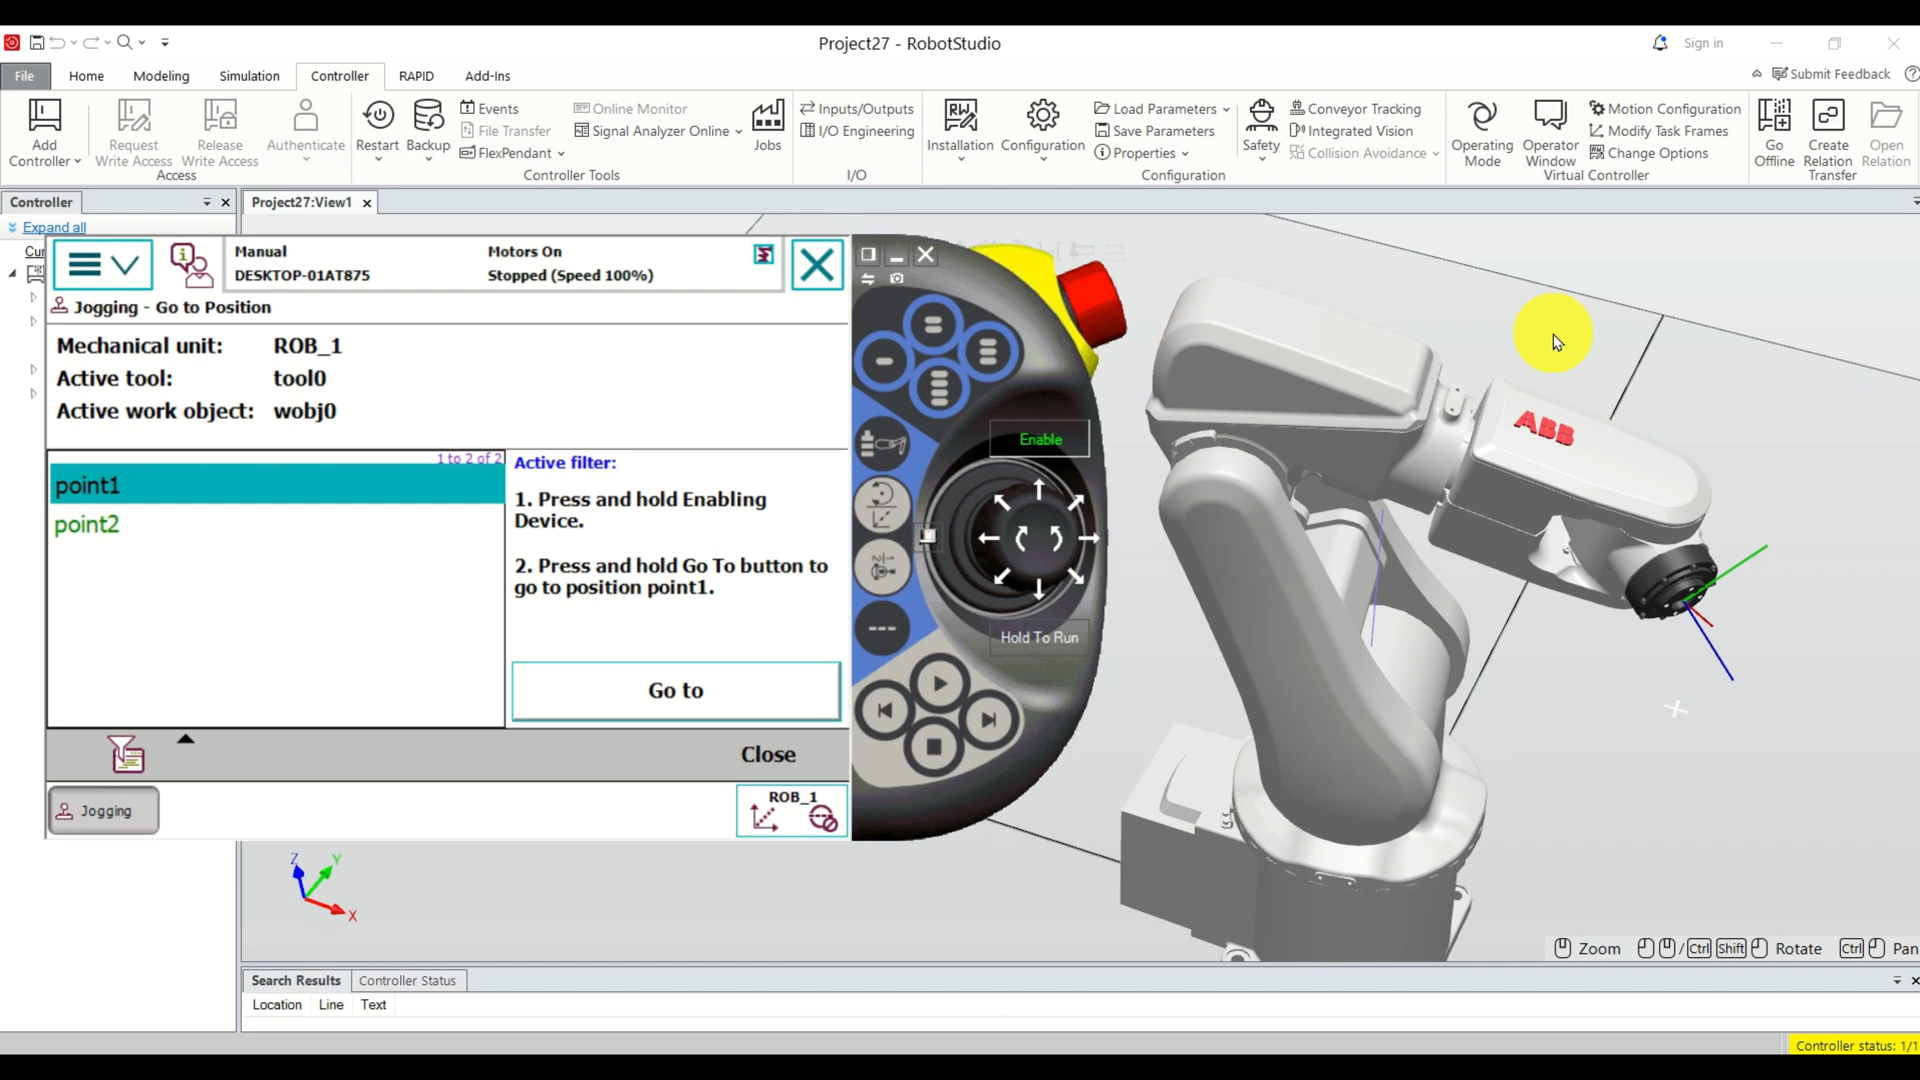 Project27 - RobotStudio
Sign in
File
Home
Modeling
Simulation
Controller
RAPID
Add-Ins
Submit Feedback
Add
Controller
Request
Write Access
Release
Write Access
Authenticate
Access
Restart
Backup
Events
File Transfer
FlexPendant
Online Monitor
Signal Analyzer Online
Jobs
Controller Tools
Inputs/Outputs
I/O Engineering
I/O
Installation
Configuration
Load Parameters
Save Parameters
Properties
Safety
Conveyor Tracking
Integrated Vision
Collision Avoidance
Configuration
Operating
Mode
Operator
Window
Motion Configuration
Modify Task Frames
Change Options
Virtual Controller
Go
Offline
Create
Relation
Open
Relation
Transfer
Controller
Project27:View1
Expand all
Cur
Manual
DESKTOP-01AT875
Motors On
Stopped (Speed 100%)
Jogging - Go to Position
Mechanical unit: ROB_1
Active tool: tool0
Active work object: wobj0
1 to 2 of 2
point1
point2
Active filter:
1. Press and hold Enabling
Device.
2. Press and hold Go To button to
go to position point1.
Go to
Close
Jogging
ROB_1
Enable
Hold To Run
ABB
Z
Y
X
Zoom
/ Ctrl Shift
Rotate
Ctrl
Pan
Search Results
Controller Status
Location
Line
Text
Controller status: 1/1